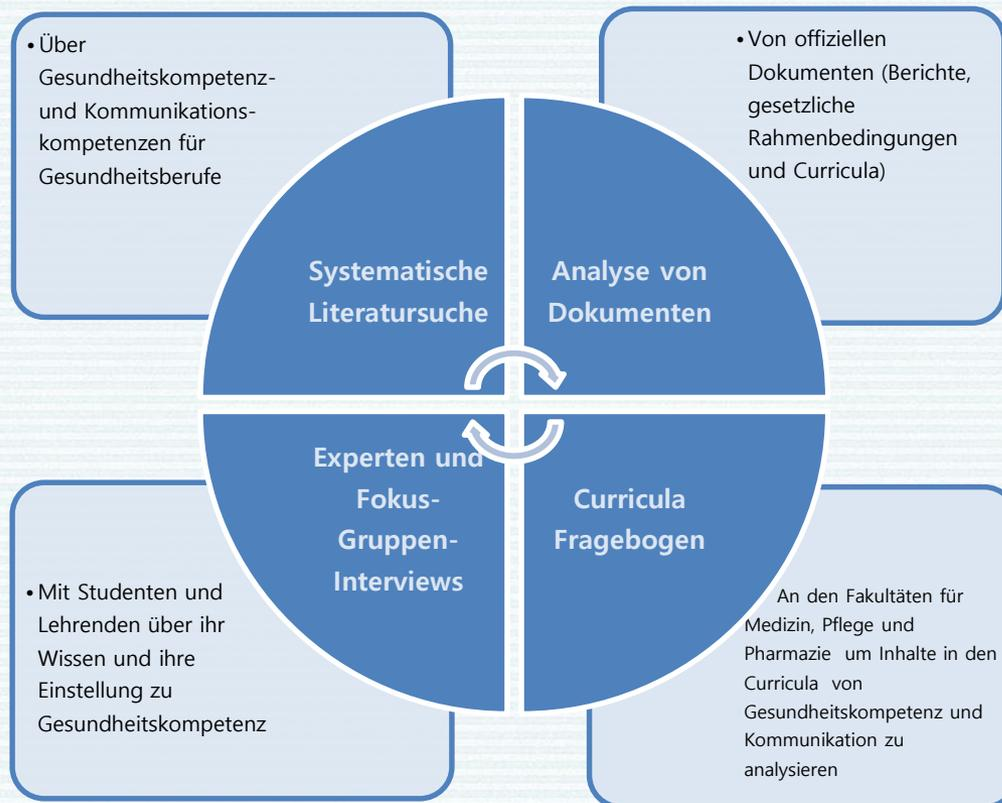 • Über
Gesundheitskompetenz-
und Kommunikations-
kompetenzen für
Gesundheitsberufe
• Von offiziellen
Dokumenten (Berichte,
gesetzliche
Rahmenbedingungen
und Curricula)
Systematische
Literatursuche
Analyse von
Dokumenten
Experten und
Fokus-
Gruppen-
Interviews
Curricula
Fragebogen
• Mit Studenten und
Lehrenden über ihr
Wissen und ihre
Einstellung zu
Gesundheitskompetenz
An den Fakultäten für
Medizin, Pflege und
Pharmazie um Inhalte in den
Curricula von
Gesundheitskompetenz und
Kommunikation zu
analysieren